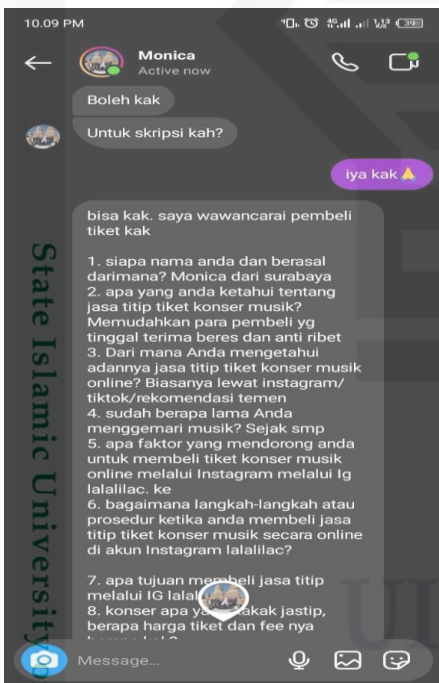 10.09 PM
Monica
Active now
Boleh kak
Untuk skripsi kah?
iya kak🙏
bisa kak. saya wawancarai pembeli
tiket kak
1. siapa nama anda dan berasal
darimana? Monica dari surabaya
2. apa yang anda ketahui tentang
jasa titip tiket konser musik?
Memudahkan para pembeli yg
tinggal terima beres dan anti ribet
3. Dari mana Anda mengetahui
adannya jasa titip tiket konser musik
online? Biasanya lewat instagram/
tiktok/rekomendasi temen
4. sudah berapa lama Anda
menggemari musik? Sejak smp
5. apa faktor yang mendorong anda
untuk membeli tiket konser musik
online melalui Instagram melalui Ig
lalalilac. ke
6. bagaimana langkah-langkah atau
prosedur ketika anda membeli jasa
titip tiket konser musik secara online
di akun Instagram lalalilac?
7. apa tujuan membeli jasa titip
melalui IG
8. konser apa kakak jastip,
berapa harga tiket dan fee nya
Message...
State Islamic University